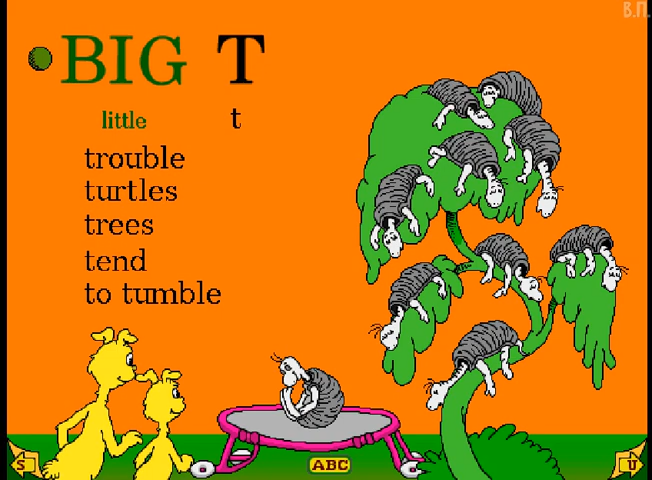 В.П.
BIG T
little t
trouble
turtles
trees
tend
to tumble
S
ABC
U